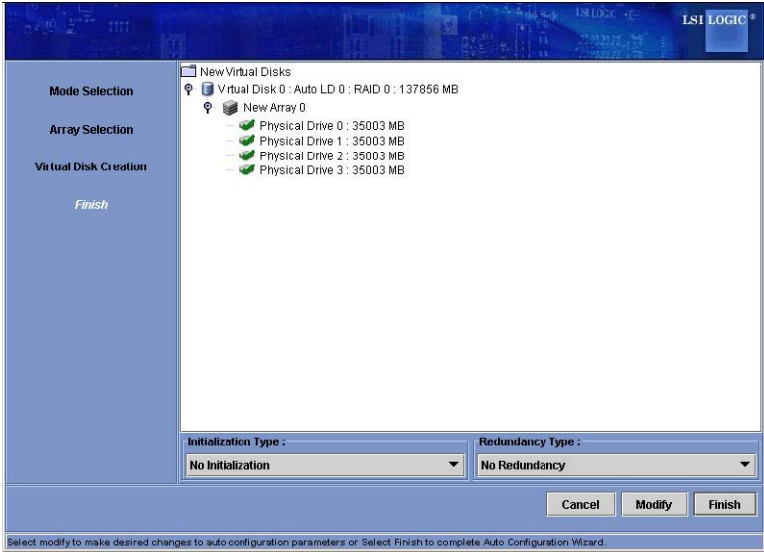 LSI LOGIC
LSI LOGIC ®
Mode Selection
Array Selection
Virtual Disk Creation
Finish
New Virtual Disks
Virtual Disk 0 : Auto LD 0 : RAID 0 : 137856 MB
New Array 0
Physical Drive 0 : 35003 MB
Physical Drive 1 : 35003 MB
Physical Drive 2 : 35003 MB
Physical Drive 3 : 35003 MB
Initialization Type :
Redundancy Type :
No Initialization
No Redundancy
Cancel
Modify
Finish
Select modify to make desired changes to auto configuration parameters or Select Finish to complete Auto Configuration Wizard.